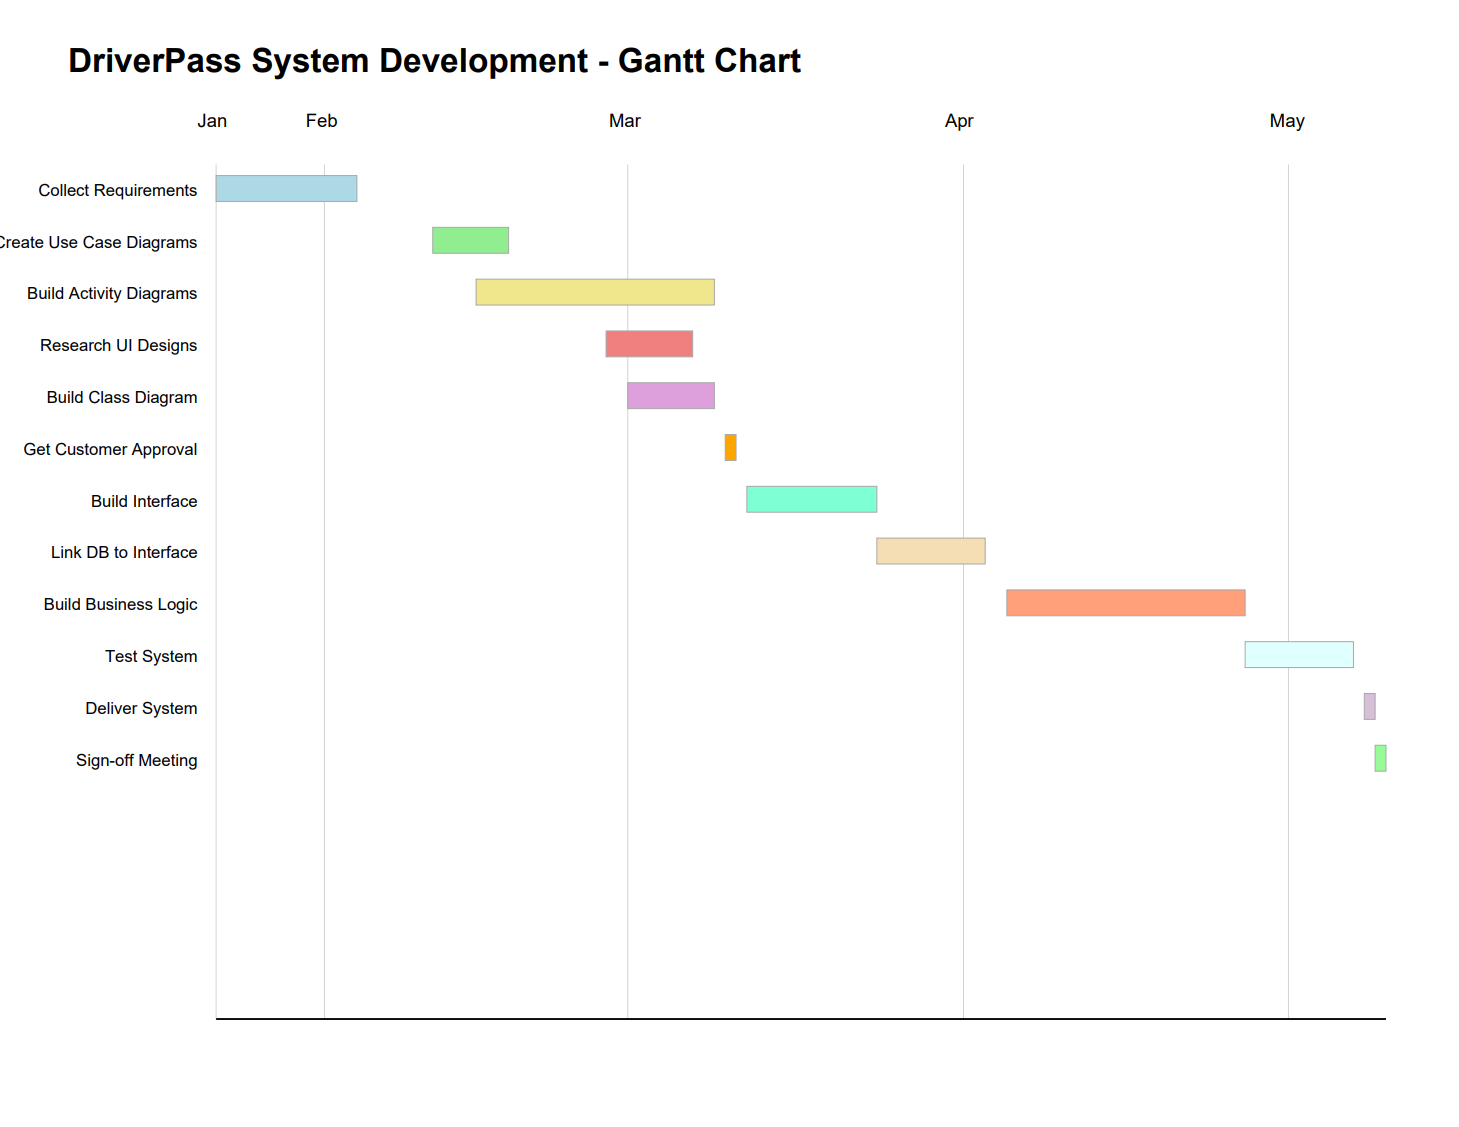 DriverPass System Development - Gantt Chart
Jan Feb Mar Apr May
Collect Requirements
Create Use Case Diagrams
Build Activity Diagrams
Research UI Designs
Build Class Diagram
Get Customer Approval
Build Interface
Link DB to Interface
Build Business Logic
Test System
Deliver System
Sign-off Meeting